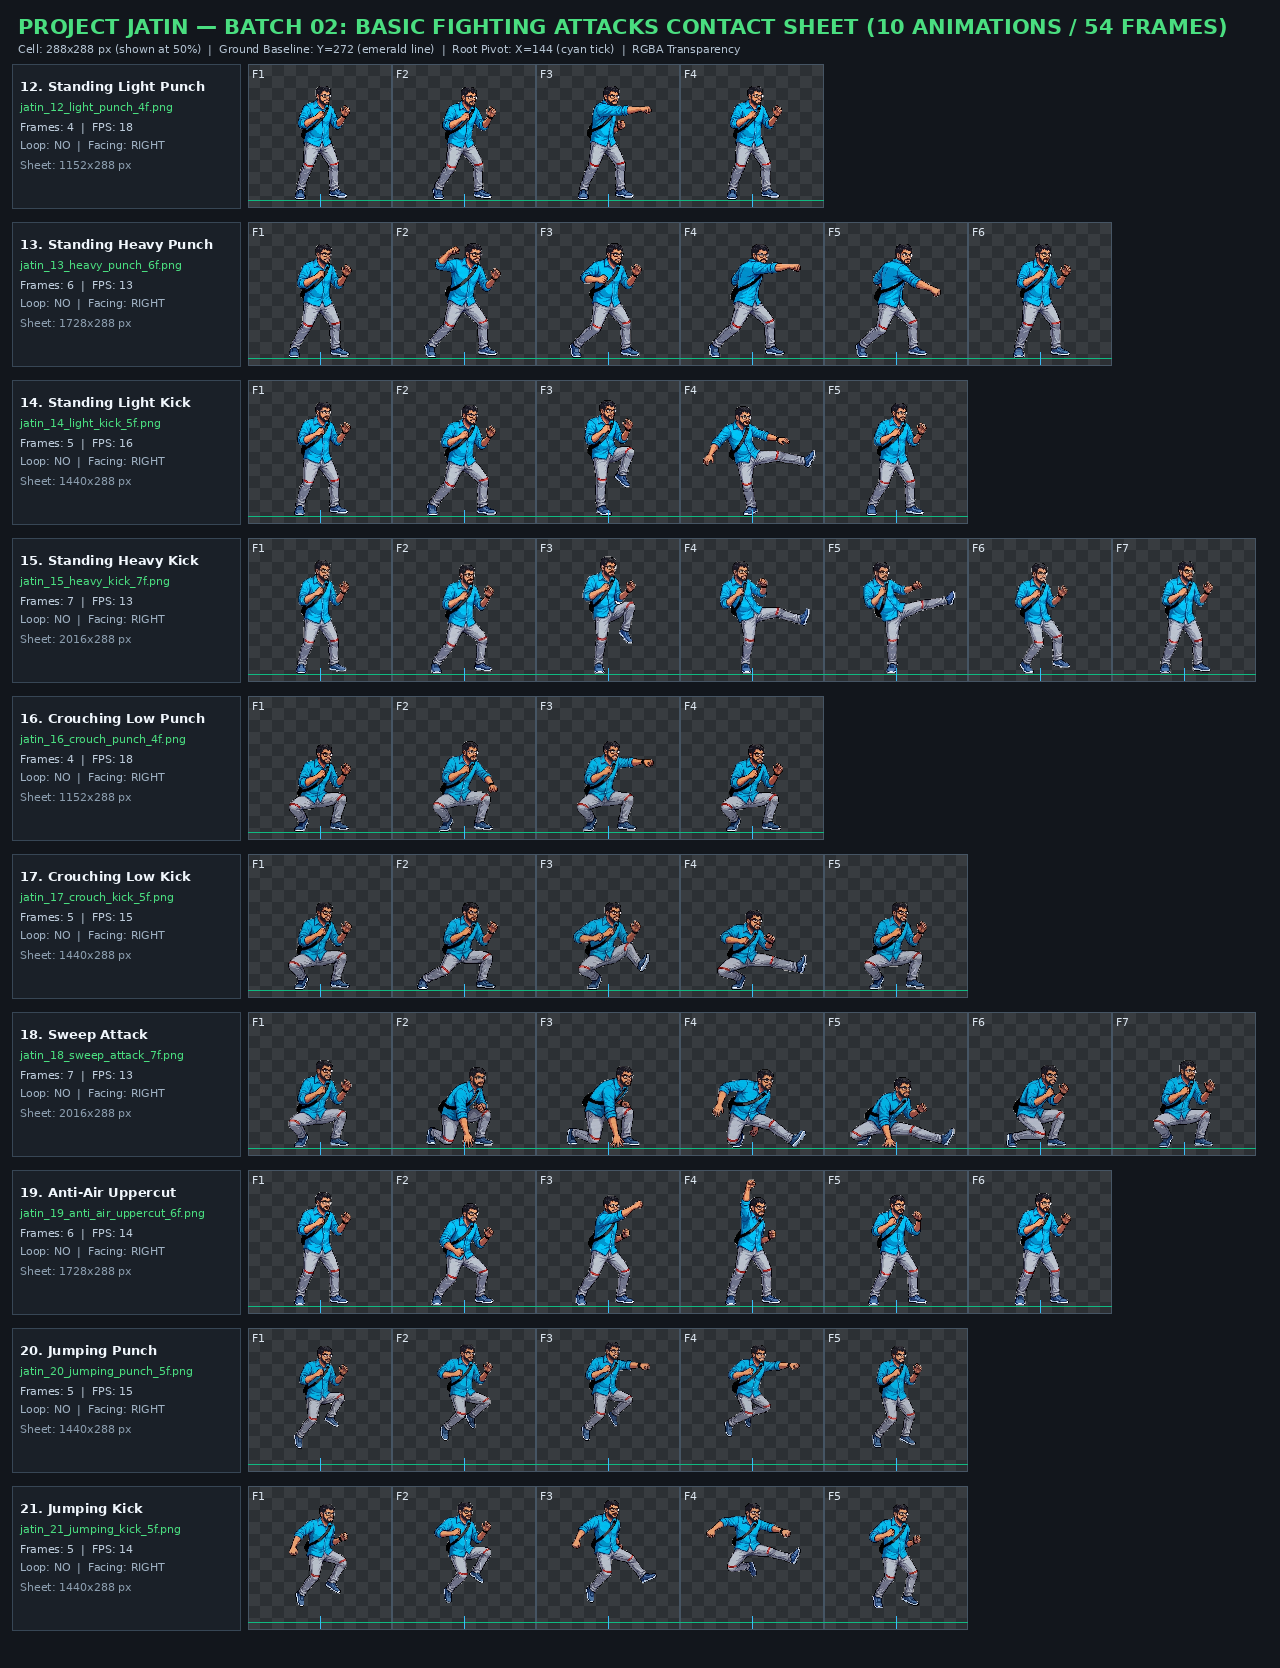 PROJECT JATIN — BATCH 02: BASIC FIGHTING ATTACKS CONTACT SHEET (10 ANIMATIONS / 54 FRAMES)
Cell: 288x288 px (shown at 50%)  |  Ground Baseline: Y=272 (emerald line)  |  Root Pivot: X=144 (cyan tick)  |  RGBA Transparency
F1 F2 F3 F4
12. Standing Light Punch
jatin_12_light_punch_4f.png
Frames: 4  |  FPS: 18
Loop: NO  |  Facing: RIGHT
Sheet: 1152x288 px
F1 F2 F3 F4 F5 F6
13. Standing Heavy Punch
jatin_13_heavy_punch_6f.png
Frames: 6  |  FPS: 13
Loop: NO  |  Facing: RIGHT
Sheet: 1728x288 px
F1 F2 F3 F4 F5
14. Standing Light Kick
jatin_14_light_kick_5f.png
Frames: 5  |  FPS: 16
Loop: NO  |  Facing: RIGHT
Sheet: 1440x288 px
F1 F2 F3 F4 F5 F6 F7
15. Standing Heavy Kick
jatin_15_heavy_kick_7f.png
Frames: 7  |  FPS: 13
Loop: NO  |  Facing: RIGHT
Sheet: 2016x288 px
F1 F2 F3 F4
16. Crouching Low Punch
jatin_16_crouch_punch_4f.png
Frames: 4  |  FPS: 18
Loop: NO  |  Facing: RIGHT
Sheet: 1152x288 px
F1 F2 F3 F4 F5
17. Crouching Low Kick
jatin_17_crouch_kick_5f.png
Frames: 5  |  FPS: 15
Loop: NO  |  Facing: RIGHT
Sheet: 1440x288 px
F1 F2 F3 F4 F5 F6 F7
18. Sweep Attack
jatin_18_sweep_attack_7f.png
Frames: 7  |  FPS: 13
Loop: NO  |  Facing: RIGHT
Sheet: 2016x288 px
F1 F2 F3 F4 F5 F6
19. Anti-Air Uppercut
jatin_19_anti_air_uppercut_6f.png
Frames: 6  |  FPS: 14
Loop: NO  |  Facing: RIGHT
Sheet: 1728x288 px
F1 F2 F3 F4 F5
20. Jumping Punch
jatin_20_jumping_punch_5f.png
Frames: 5  |  FPS: 15
Loop: NO  |  Facing: RIGHT
Sheet: 1440x288 px
F1 F2 F3 F4 F5
21. Jumping Kick
jatin_21_jumping_kick_5f.png
Frames: 5  |  FPS: 14
Loop: NO  |  Facing: RIGHT
Sheet: 1440x288 px